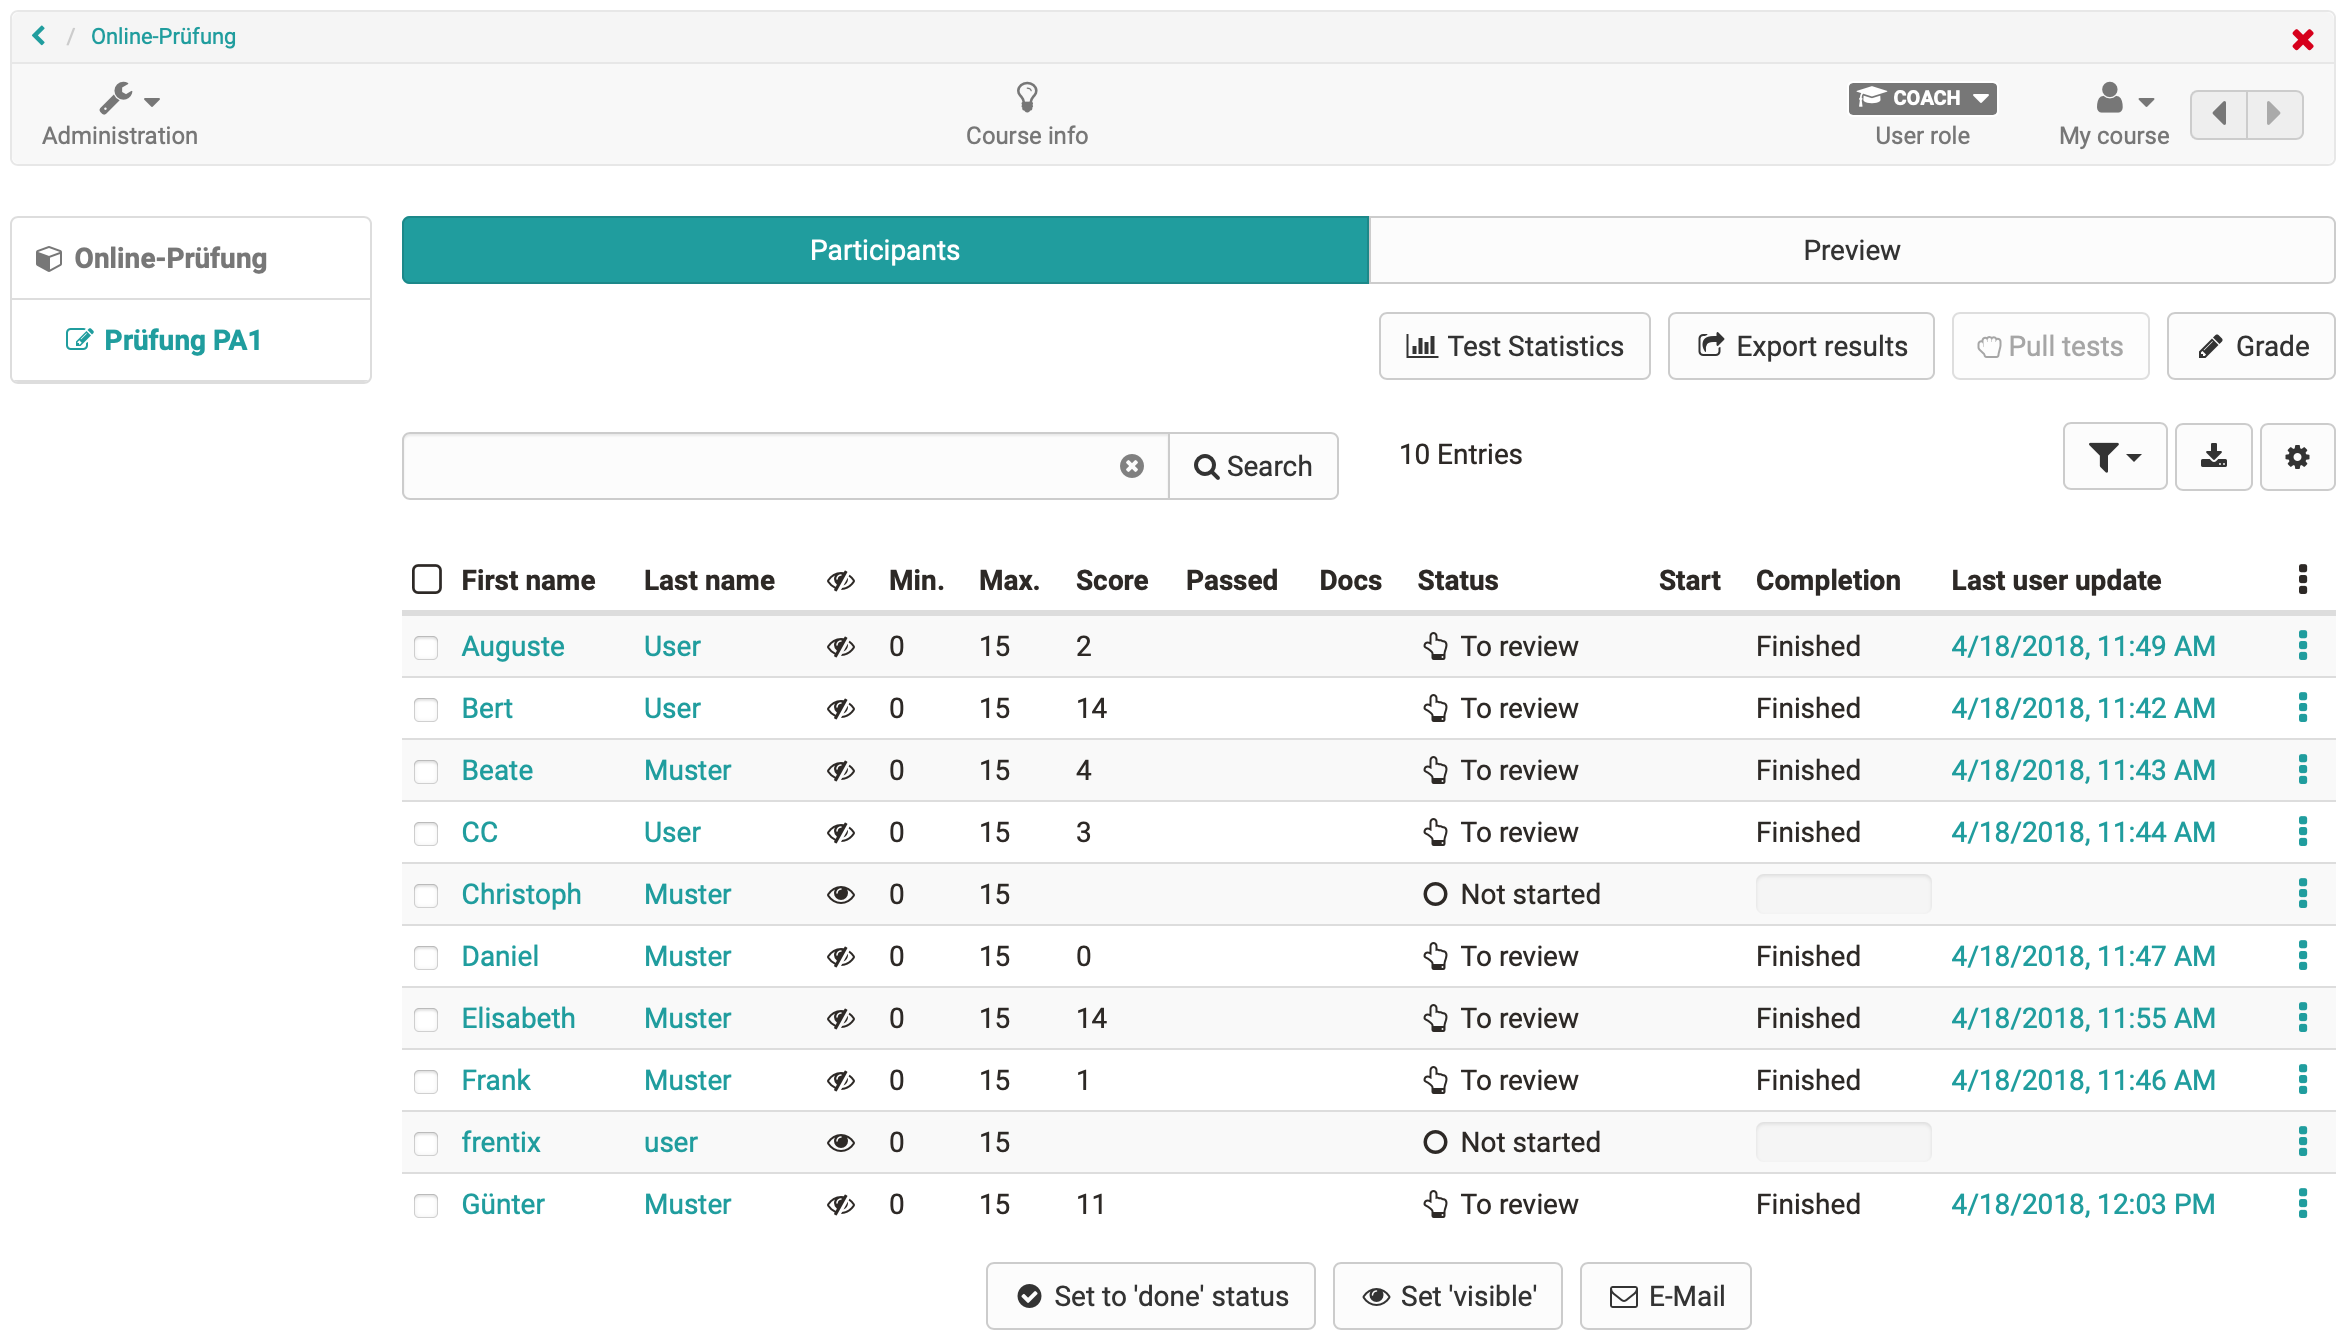 / Online-Prüfung
Administration
Course info
COACH
User role
My course
Online-Prüfung
Prüfung PA1
Participants
Preview
Test Statistics
Export results
Pull tests
Grade
Search
10 Entries
First name Last name Min. Max. Score Passed Docs Status Start Completion Last user update
Auguste User 0 15 2 To review Finished 4/18/2018, 11:49 AM
Bert User 0 15 14 To review Finished 4/18/2018, 11:42 AM
Beate Muster 0 15 4 To review Finished 4/18/2018, 11:43 AM
CC User 0 15 3 To review Finished 4/18/2018, 11:44 AM
Christoph Muster 0 15 Not started
Daniel Muster 0 15 0 To review Finished 4/18/2018, 11:47 AM
Elisabeth Muster 0 15 14 To review Finished 4/18/2018, 11:55 AM
Frank Muster 0 15 1 To review Finished 4/18/2018, 11:46 AM
frentix user 0 15 Not started
Günter Muster 0 15 11 To review Finished 4/18/2018, 12:03 PM
Set to 'done' status
Set 'visible'
E-Mail